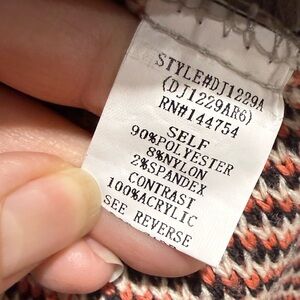 STYLE#DJ1229A
(DJ1229AR6)
RN#144754
SELF
90%POLYESTER
8%NYLON
2%SPANDEX
CONTRAST
100%ACRYLIC
SEE REVERSE